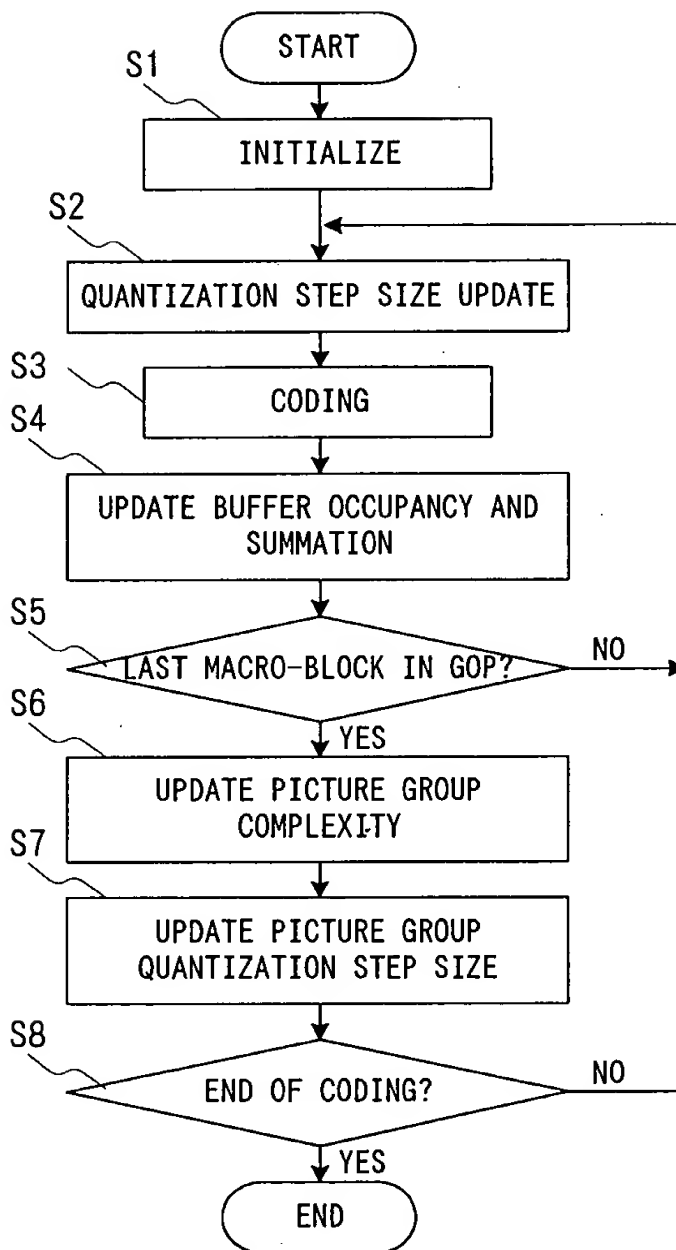 START
S1
INITIALIZE
S2
QUANTIZATION STEP SIZE UPDATE
S3
CODING
S4
UPDATE BUFFER OCCUPANCY AND
SUMMATION
S5
LAST MACRO-BLOCK IN GOP?
NO
YES
S6
UPDATE PICTURE GROUP
COMPLEXITY
S7
UPDATE PICTURE GROUP
QUANTIZATION STEP SIZE
S8
END OF CODING?
NO
YES
END